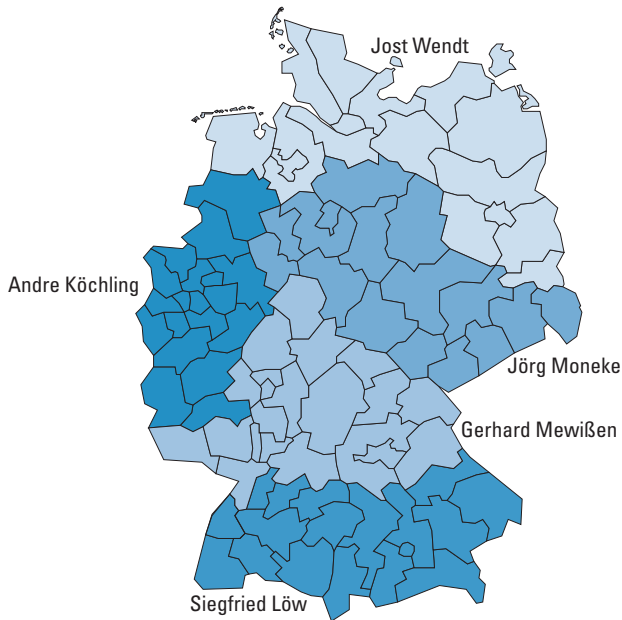 Jost Wendt
Andre Köchling
Jörg Moneke
Gerhard Mewißen
Siegfried Löw